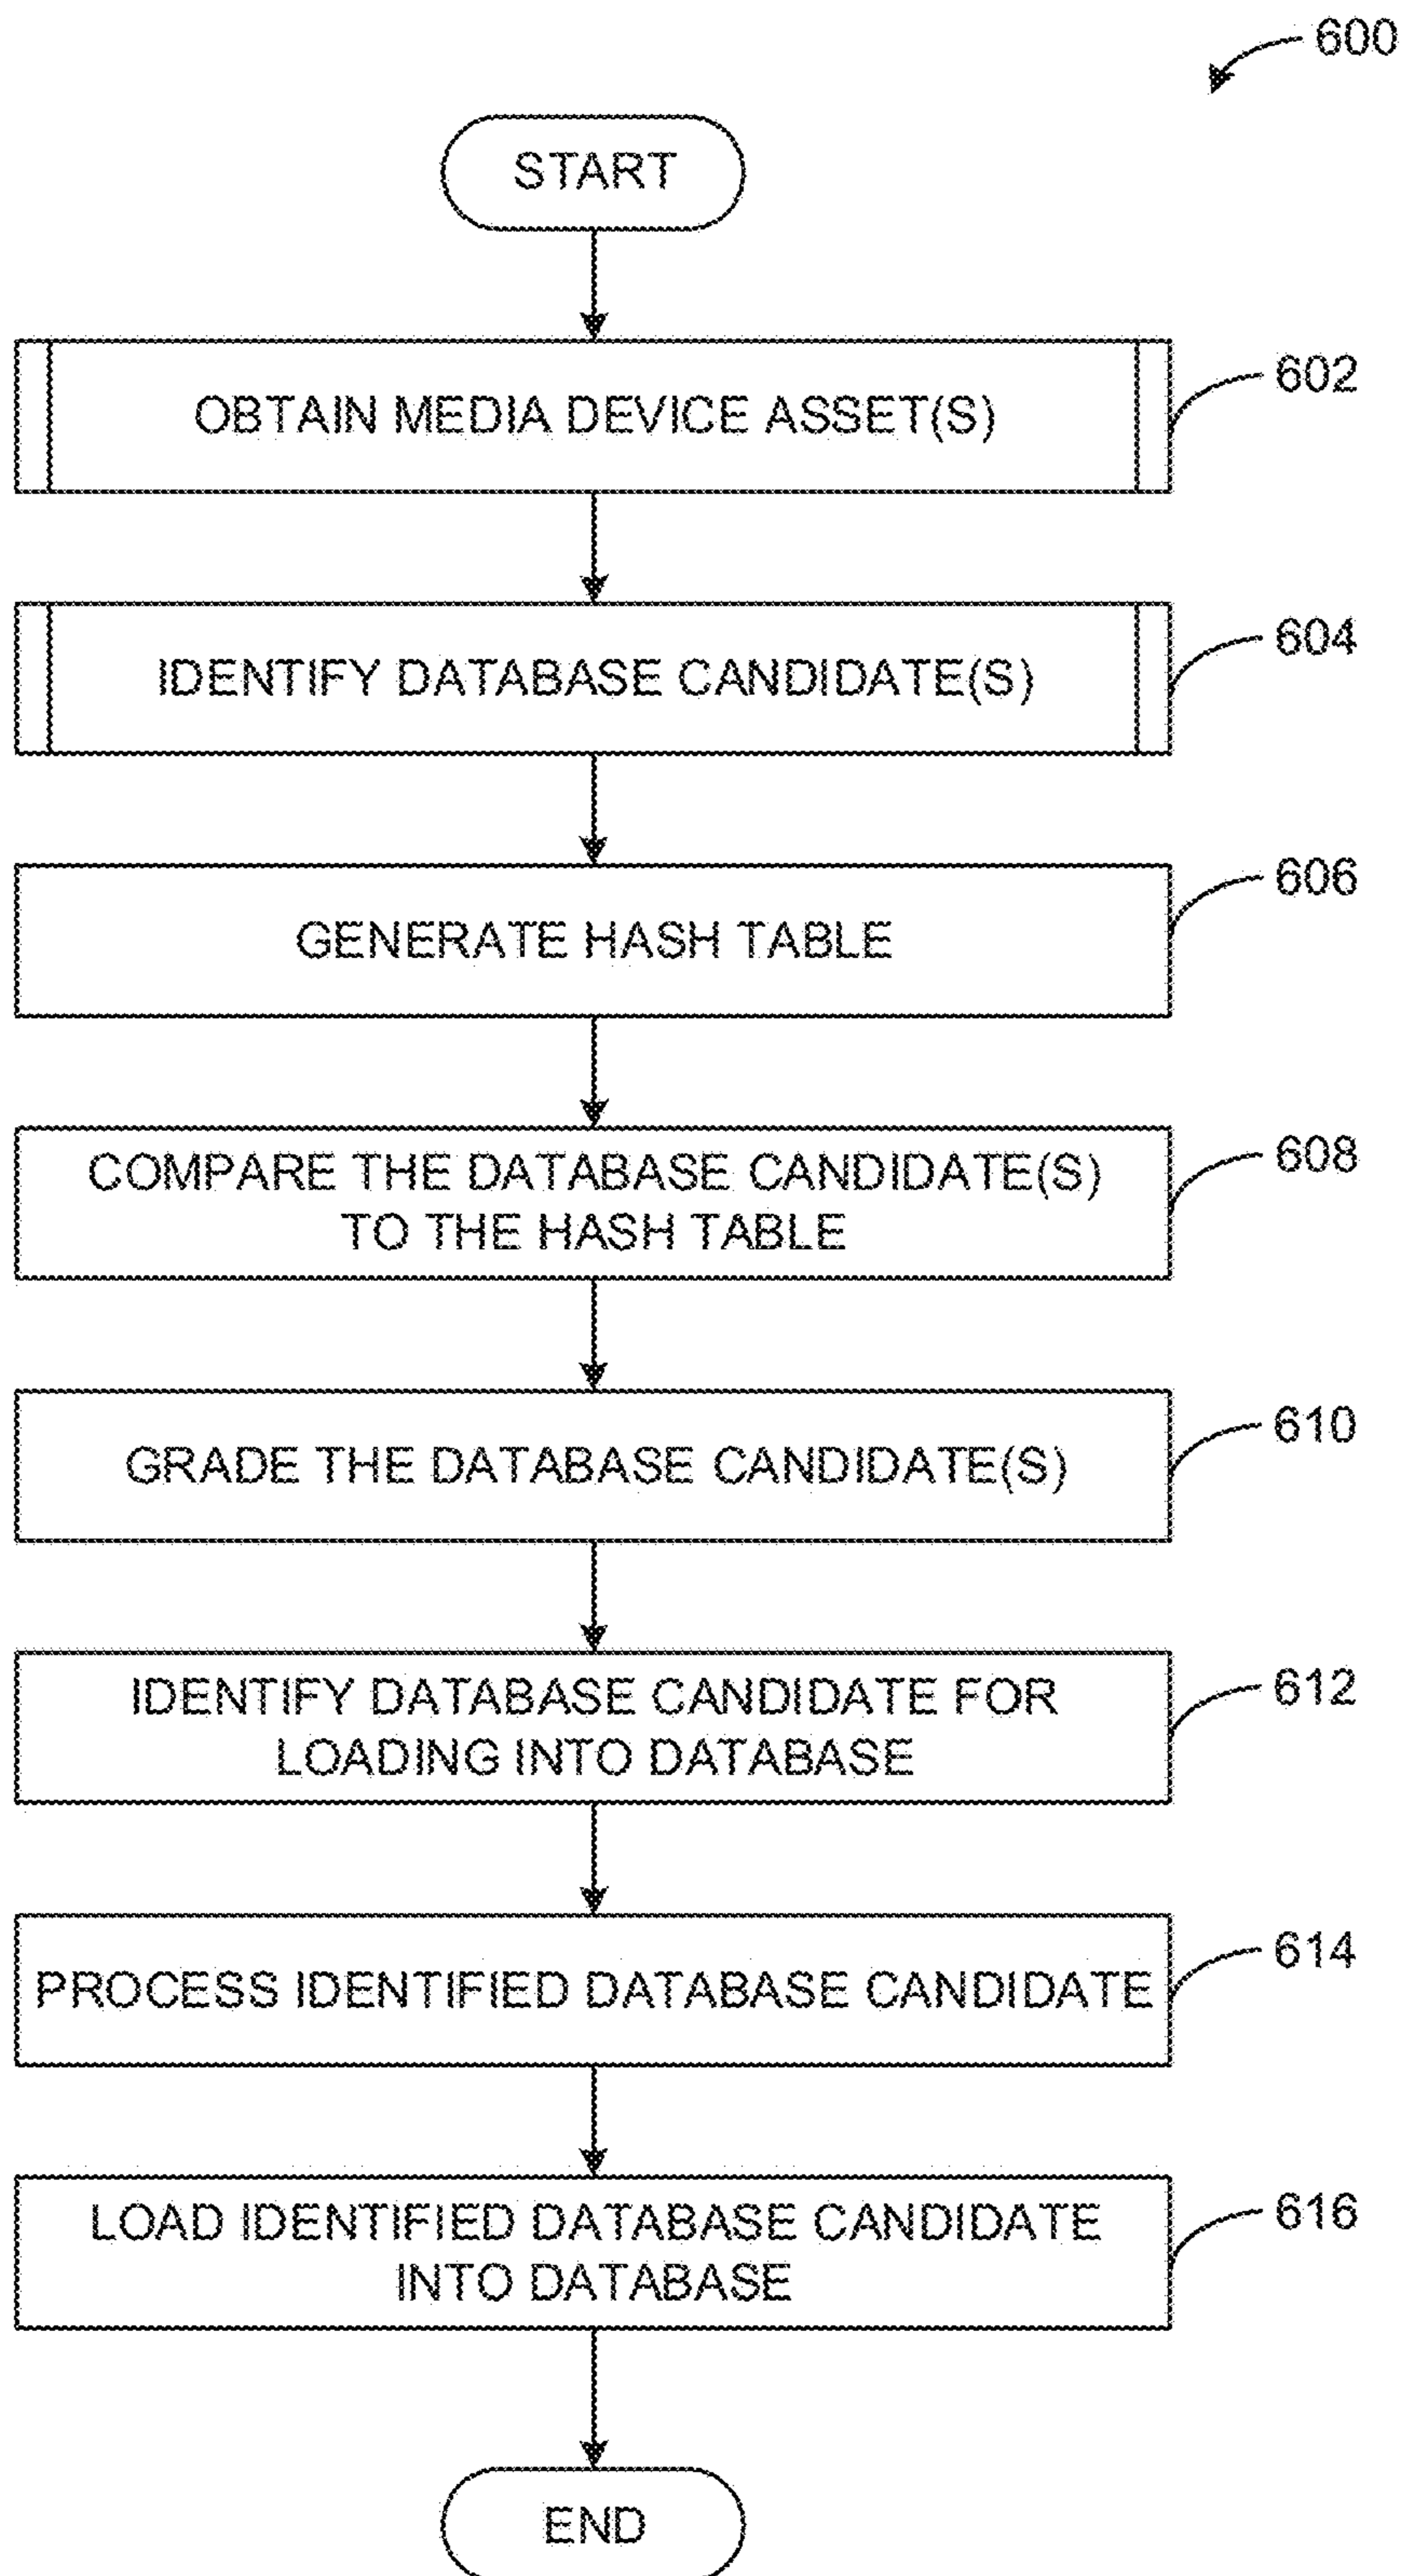 600
START
OBTAIN MEDIA DEVICE ASSET(S)
602
IDENTIFY DATABASE CANDIDATE(S)
604
GENERATE HASH TABLE
606
COMPARE THE DATABASE CANDIDATE(S)
TO THE HASH TABLE
608
GRADE THE DATABASE CANDIDATE(S)
610
IDENTIFY DATABASE CANDIDATE FOR
LOADING INTO DATABASE
612
PROCESS IDENTIFIED DATABASE CANDIDATE
614
LOAD IDENTIFIED DATABASE CANDIDATE
INTO DATABASE
616
END